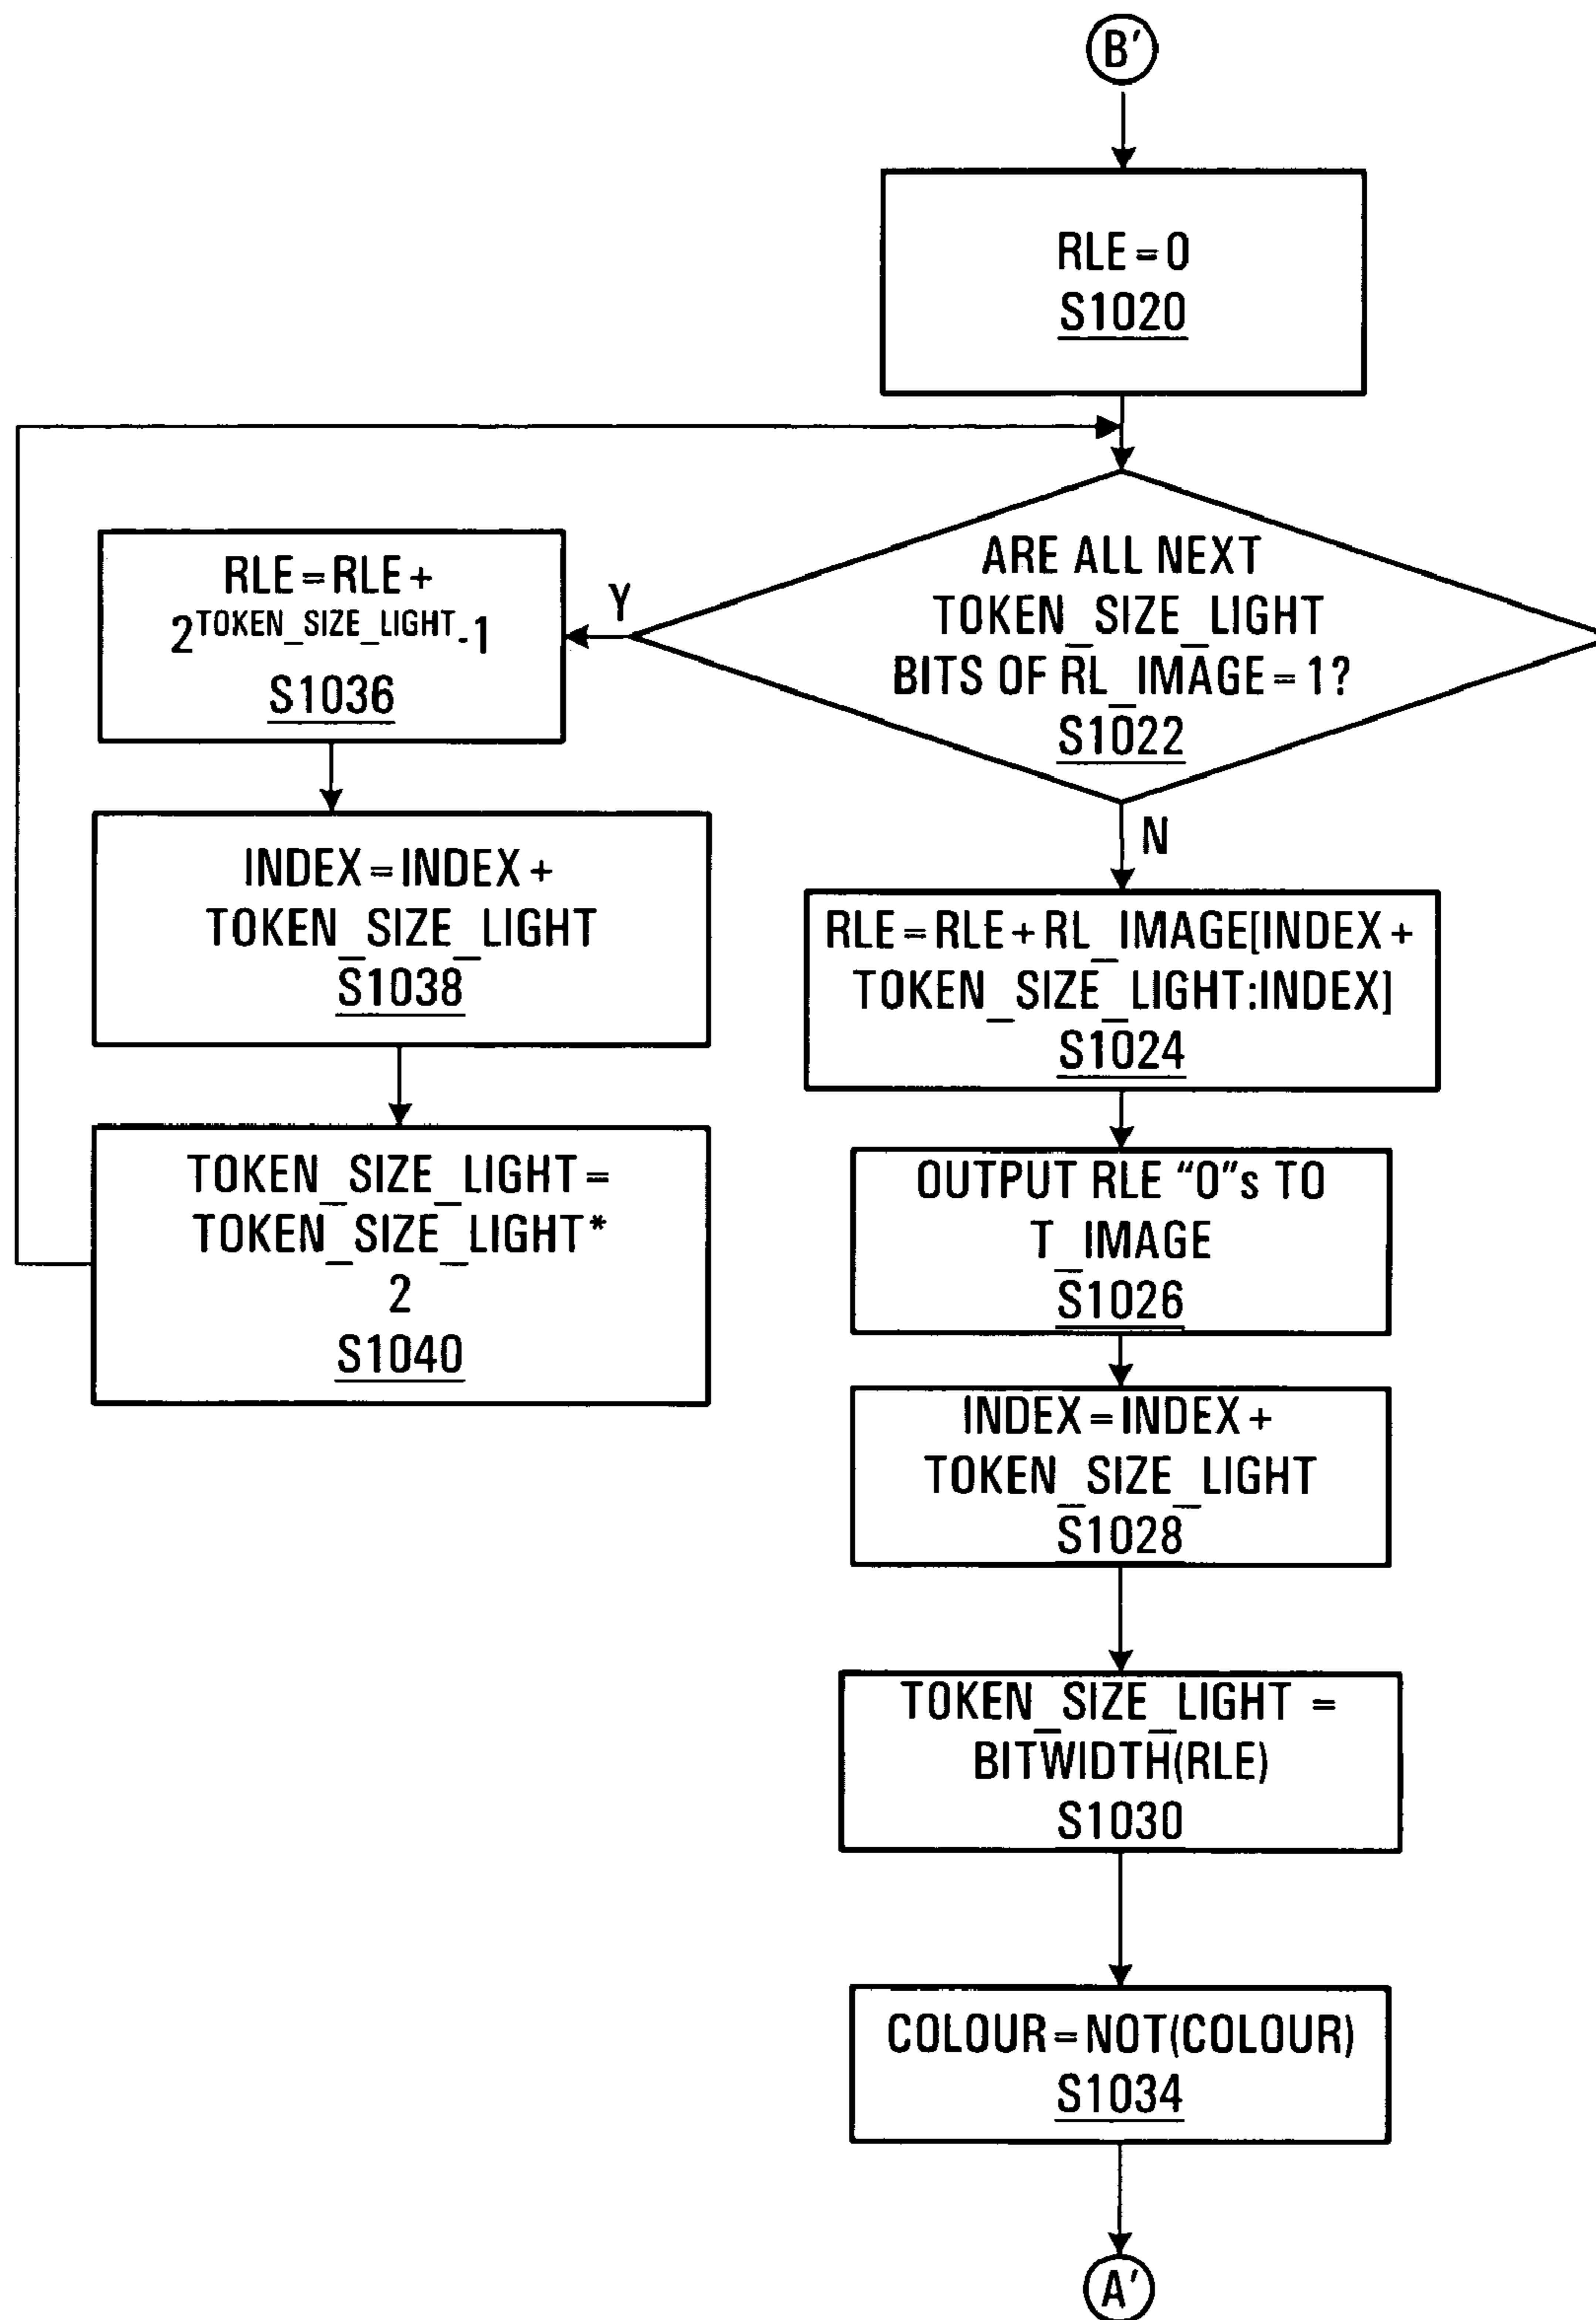 B′
RLE = 0
S1020
ARE ALL NEXT
TOKEN_SIZE_LIGHT
BITS OF RL_IMAGE = 1?
S1022
Y
RLE = RLE +
2^TOKEN_SIZE_LIGHT - 1
S1036
INDEX = INDEX +
TOKEN_SIZE_LIGHT
S1038
TOKEN_SIZE_LIGHT =
TOKEN_SIZE_LIGHT*
2
S1040
N
RLE = RLE + RL_IMAGE[INDEX +
TOKEN_SIZE_LIGHT:INDEX]
S1024
OUTPUT RLE “0”s TO
T_IMAGE
S1026
INDEX = INDEX +
TOKEN_SIZE_LIGHT
S1028
TOKEN_SIZE_LIGHT =
BITWIDTH(RLE)
S1030
COLOUR = NOT(COLOUR)
S1034
A′